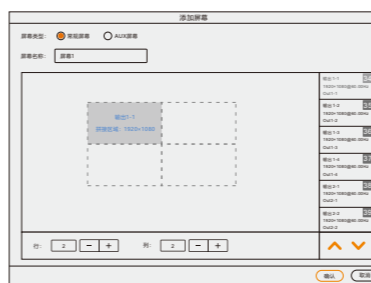 添加屏幕
屏幕类型: 常规屏幕 AUX屏幕
屏幕名称: 屏幕1
输出1-1
拼接区域: 1920×1080
行: 2 − + 列: 2 − +
输出1-1
1920×1080@60.00Hz
Out1-1
输出1-2
1920×1080@60.00Hz
Out1-2
输出1-3
1920×1080@60.00Hz
Out1-3
输出1-4
1920×1080@60.00Hz
Out1-4
输出2-1
1920×1080@60.00Hz
Out2-1
输出2-2
1920×1080@60.00Hz
Out2-2
确认 取消